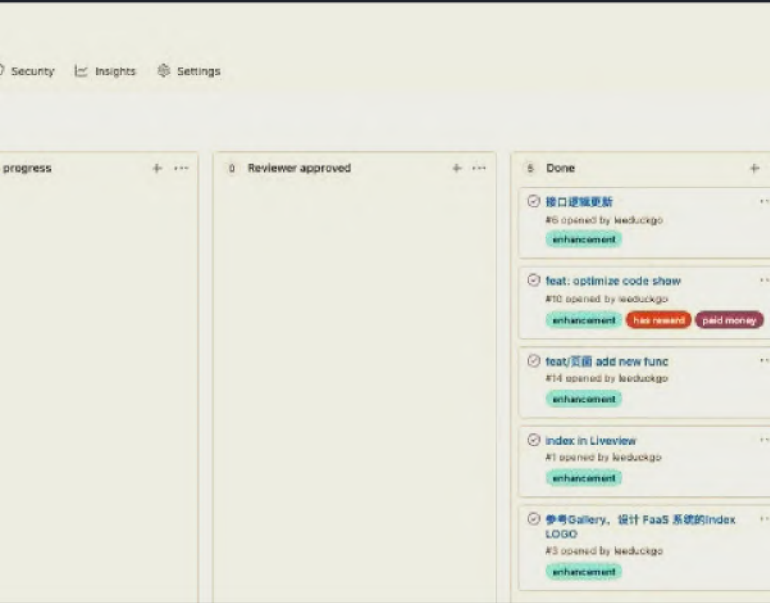 Security Insights Settings
progress
0 Reviewer approved
5 Done
接口逻辑更新
#6 opened by leeduckgo
enhancement
feat: optimize code show
#10 opened by leeduckgo
enhancement has reward paid money
feat/页面 add new func
#14 opened by leeduckgo
enhancement
Index in Liveview
#1 opened by leeduckgo
enhancement
参考Gallery，设计 FaaS 系统的Index
LOGO
#3 opened by leeduckgo
enhancement